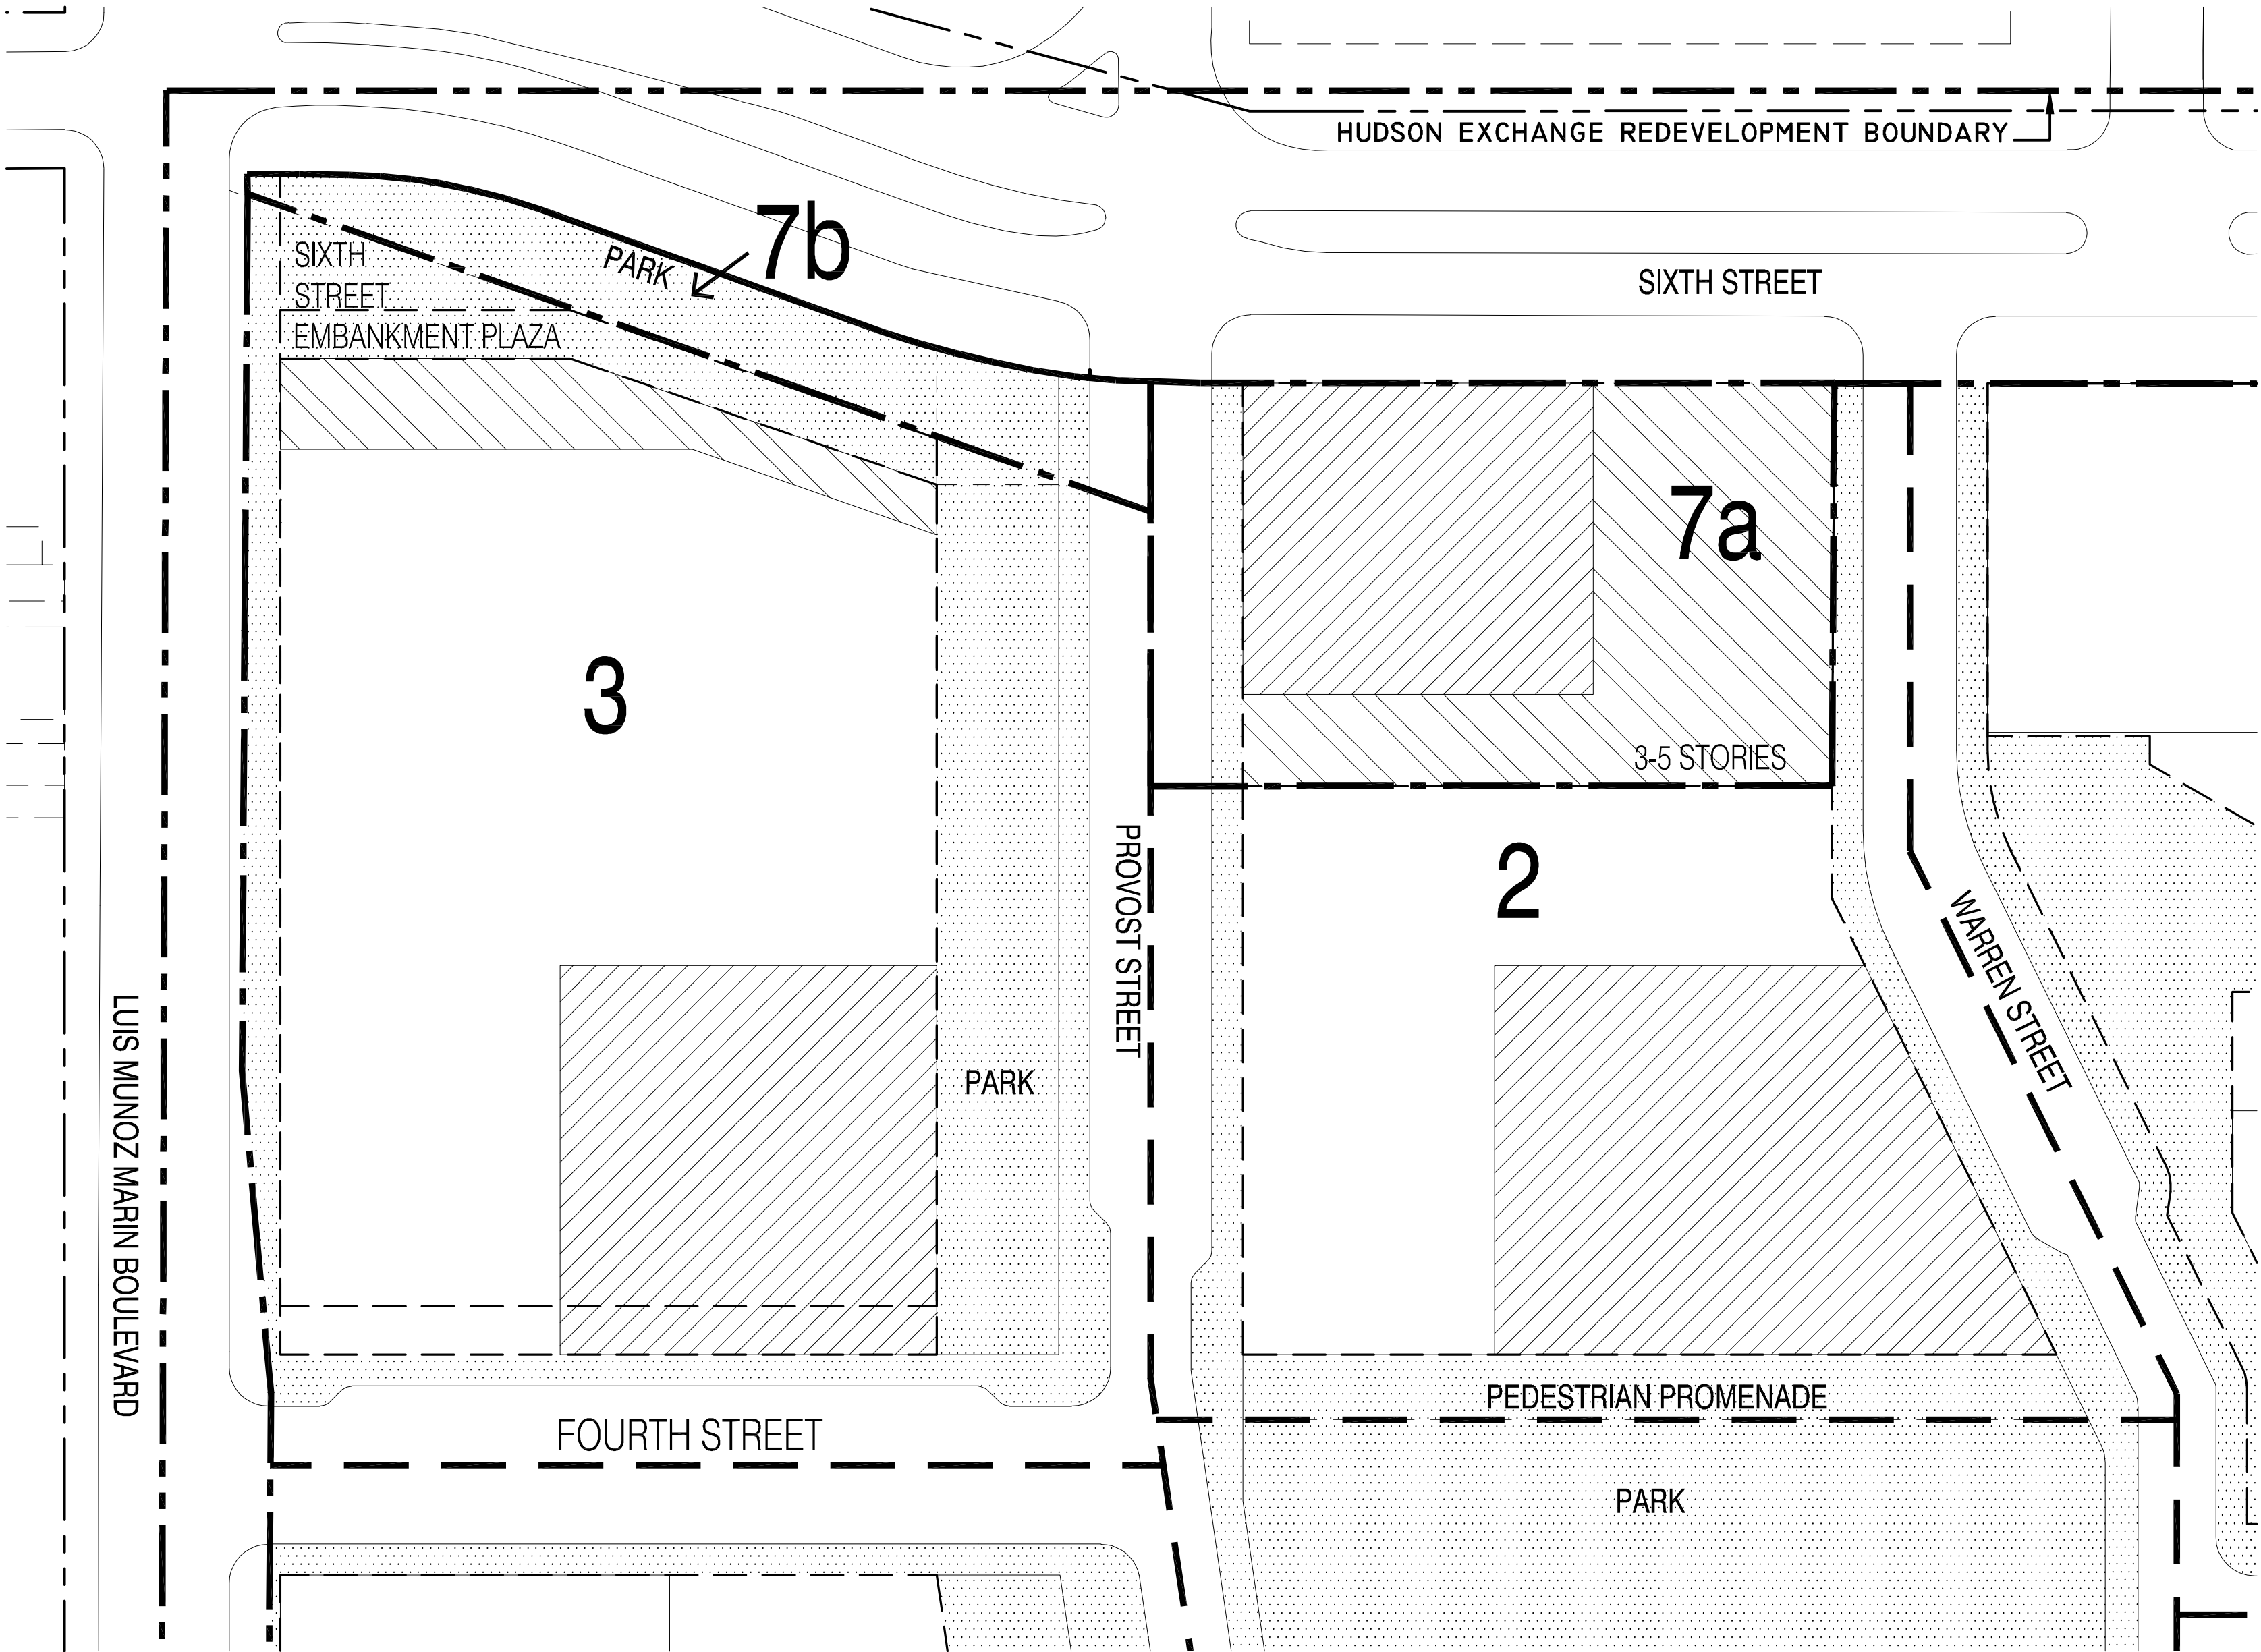 HUDSON EXCHANGE REDEVELOPMENT BOUNDARY
7b
SIXTH
STREET
EMBANKMENT PLAZA
PARK
SIXTH STREET
7a
3-5 STORIES
3
2
PROVOST STREET
WARREN STREET
LUIS MUNOZ MARIN BOULEVARD
PARK
PEDESTRIAN PROMENADE
FOURTH STREET
PARK